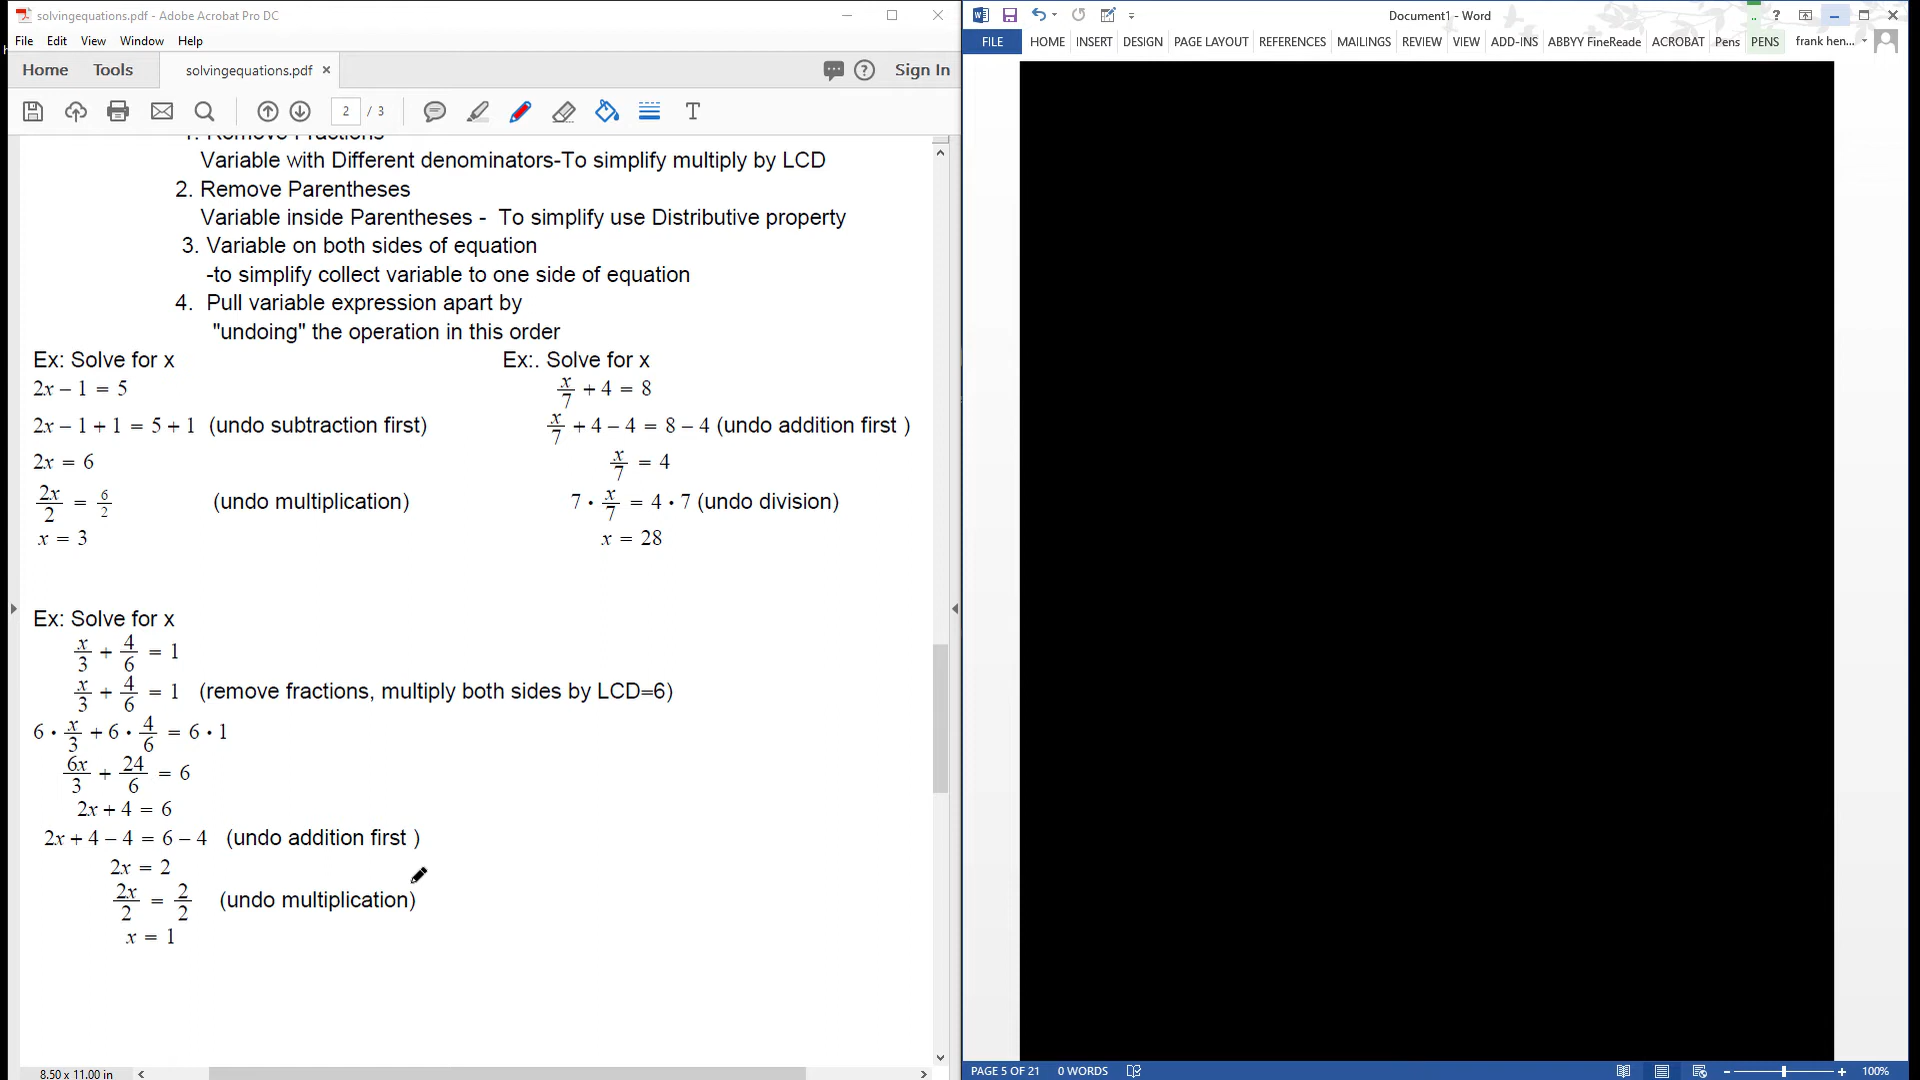 solvingequations.pdf - Adobe Acrobat Pro DC
File Edit View Window Help
Home Tools solvingequations.pdf × Sign In
2 / 3
1. Remove Fractions
Variable with Different denominators-To simplify multiply by LCD
2. Remove Parentheses
Variable inside Parentheses - To simplify use Distributive property
3. Variable on both sides of equation
-to simplify collect variable to one side of equation
4. Pull variable expression apart by
"undoing" the operation in this order
Ex: Solve for x
2x − 1 = 5
2x − 1 + 1 = 5 + 1 (undo subtraction first)
2x = 6
2x/2 = 6/2 (undo multiplication)
x = 3
Ex:. Solve for x
x/7 + 4 = 8
x/7 + 4 − 4 = 8 − 4 (undo addition first )
x/7 = 4
7 • x/7 = 4 • 7 (undo division)
x = 28
Ex: Solve for x
x/3 + 4/6 = 1
x/3 + 4/6 = 1 (remove fractions, multiply both sides by LCD=6)
6 • x/3 + 6 • 4/6 = 6 • 1
6x/3 + 24/6 = 6
2x + 4 = 6
2x + 4 − 4 = 6 − 4 (undo addition first )
2x = 2
2x/2 = 2/2 (undo multiplication)
x = 1
8.50 x 11.00 in
Document1 - Word
FILE HOME INSERT DESIGN PAGE LAYOUT REFERENCES MAILINGS REVIEW VIEW ADD-INS ABBYY FineReade ACROBAT Pens PENS frank hen...
PAGE 5 OF 21 0 WORDS 100%